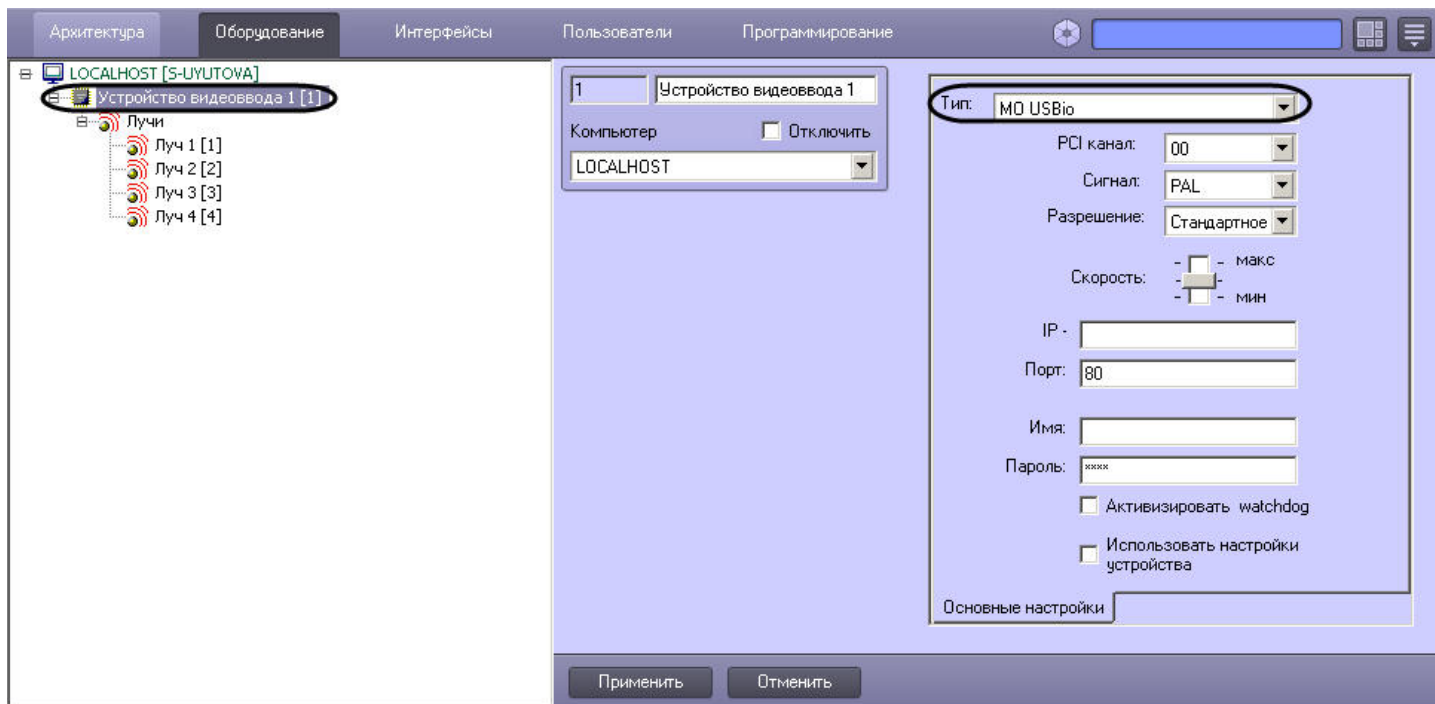 Архитектура Оборудование Интерфейсы Пользователи Программирование
LOCALHOST [S-UYUTOVA]
Устройство видеоввода 1 [1]
Лучи
Луч 1 [1]
Луч 2 [2]
Луч 3 [3]
Луч 4 [4]
1 Устройство видеоввода 1
Компьютер Отключить
LOCALHOST
Тип: MO USBio
PCI канал: 00
Сигнал: PAL
Разрешение: Стандартное
- - макс
Скорость: - -
- - мин
IP -
Порт: 80
Имя:
Пароль: ****
Активизировать watchdog
Использовать настройки
устройства
Основные настройки
Применить Отменить